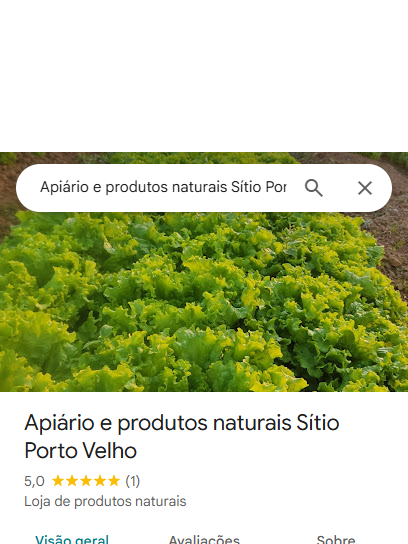 Apiário e produtos naturais Sítio Por
Apiário e produtos naturais Sítio
Porto Velho
5,0 (1)
Loja de produtos naturais
Visão geral Avaliações Sobre